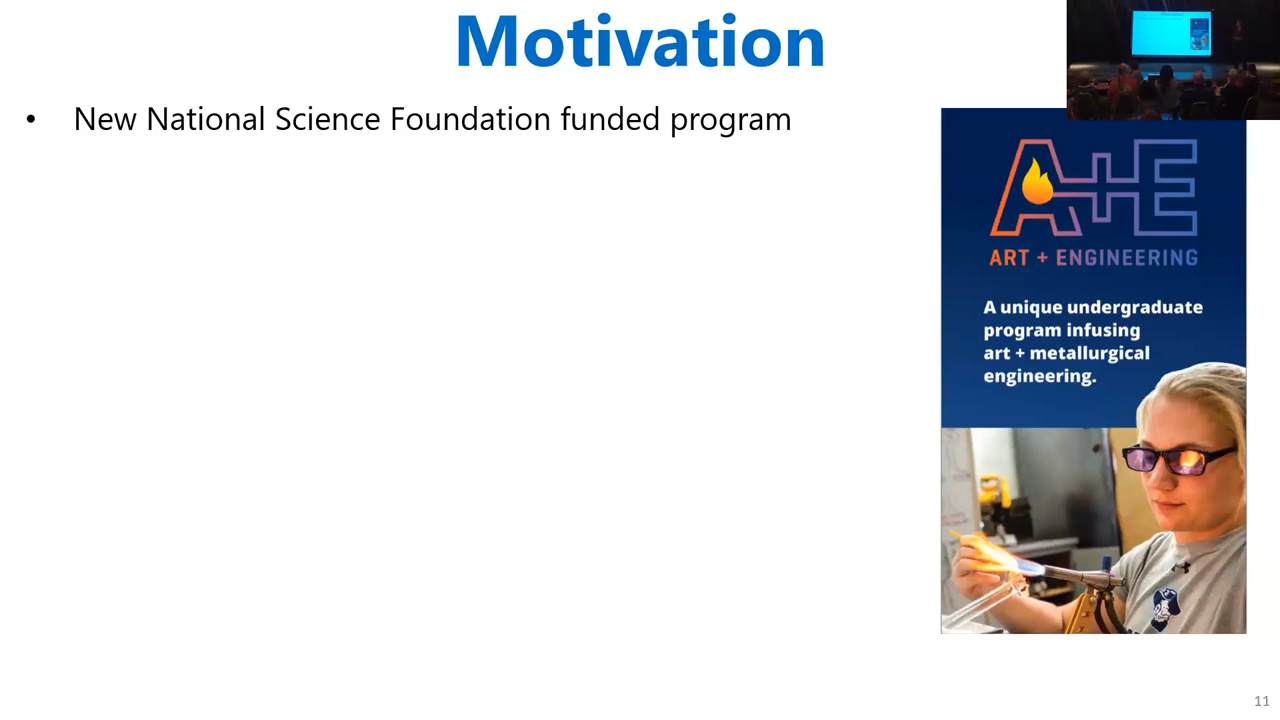 Motivation
• New National Science Foundation funded program
A+E
ART + ENGINEERING
A unique undergraduate
program infusing
art + metallurgical
engineering.
11